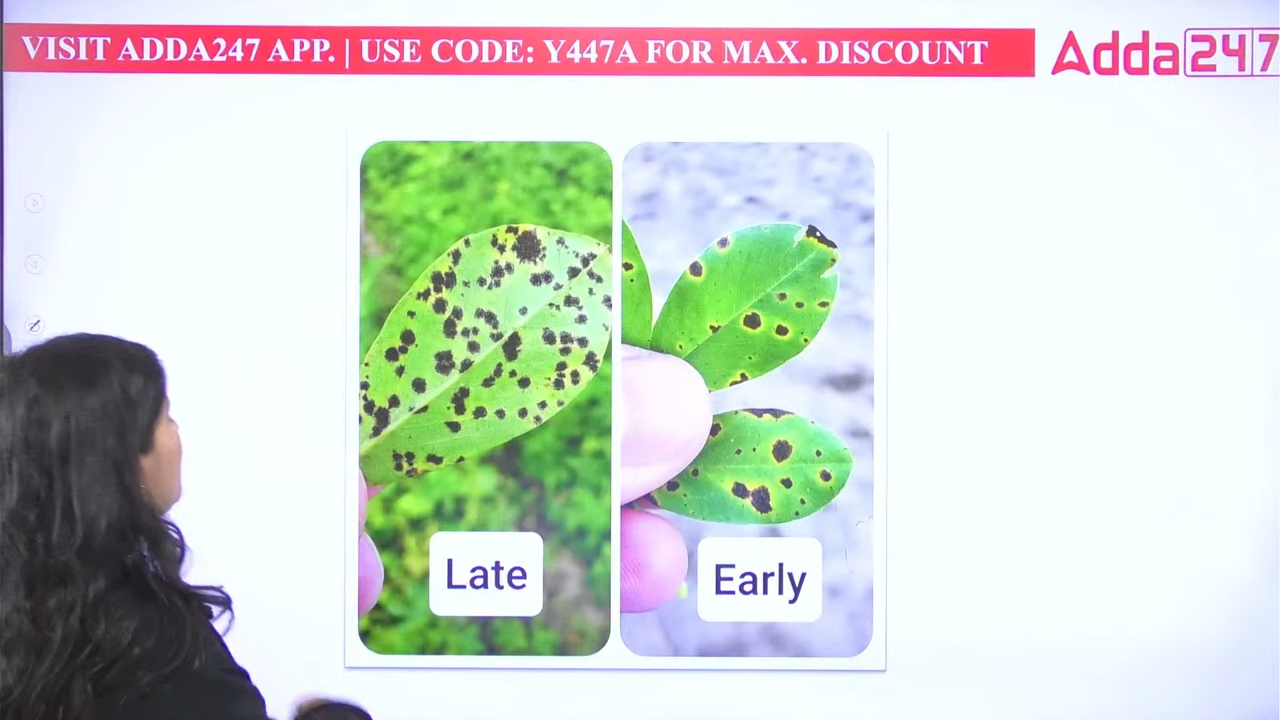 VISIT ADDA247 APP. | USE CODE: Y447A FOR MAX. DISCOUNT
Adda247
Late
Early